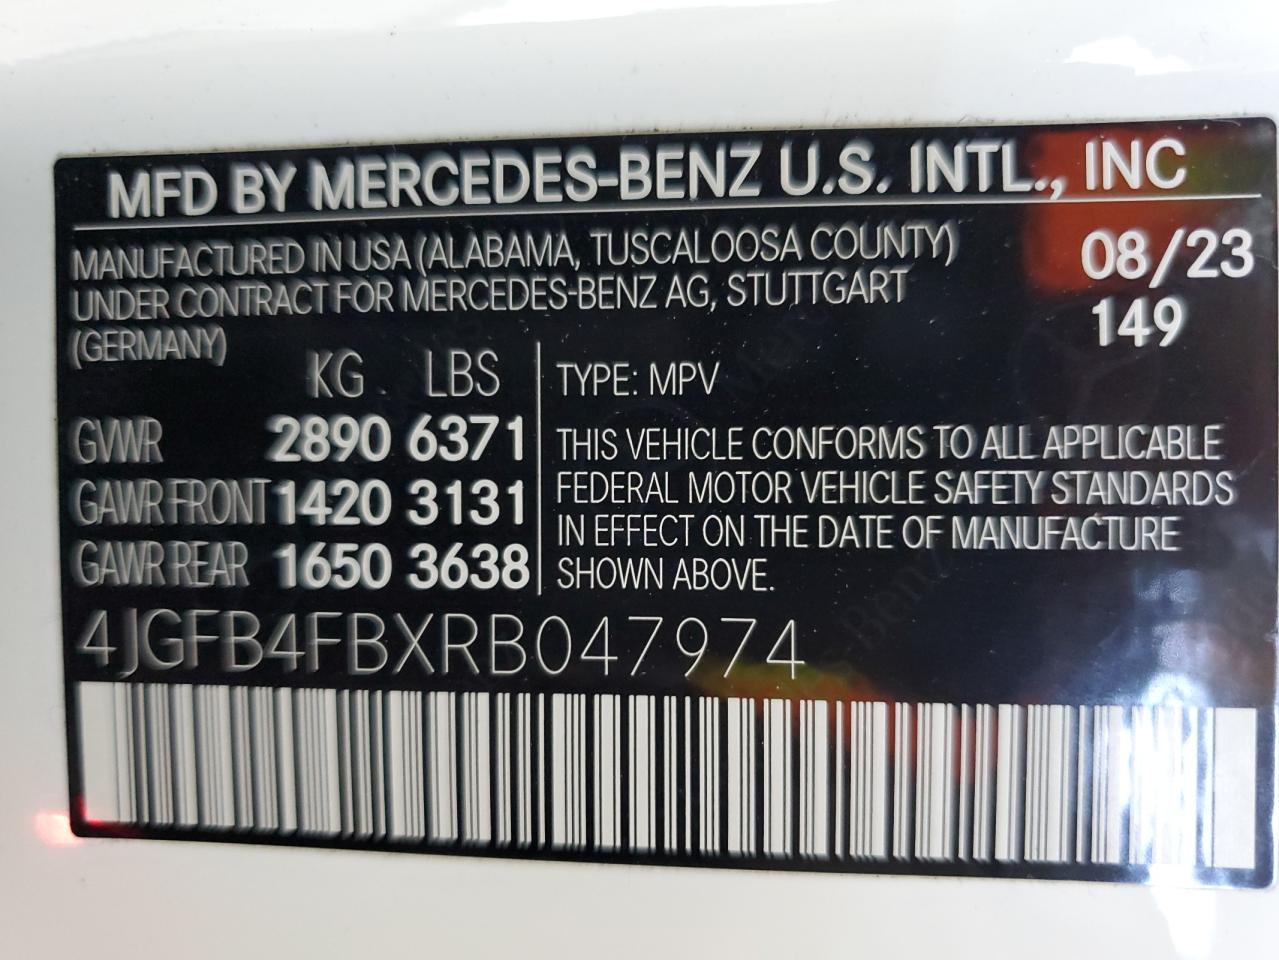 MFD BY MERCEDES-BENZ U.S. INTL., INC
MANUFACTURED IN USA (ALABAMA, TUSCALOOSA COUNTY) 08/23
UNDER CONTRACT FOR MERCEDES-BENZ AG, STUTTGART 149
(GERMANY)
KG LBS TYPE: MPV
GVWR 2890 6371 THIS VEHICLE CONFORMS TO ALL APPLICABLE
GAWR FRONT 1420 3131 FEDERAL MOTOR VEHICLE SAFETY STANDARDS
IN EFFECT ON THE DATE OF MANUFACTURE
GAWR REAR 1650 3638 SHOWN ABOVE.
4JGFB4FBXRB047974